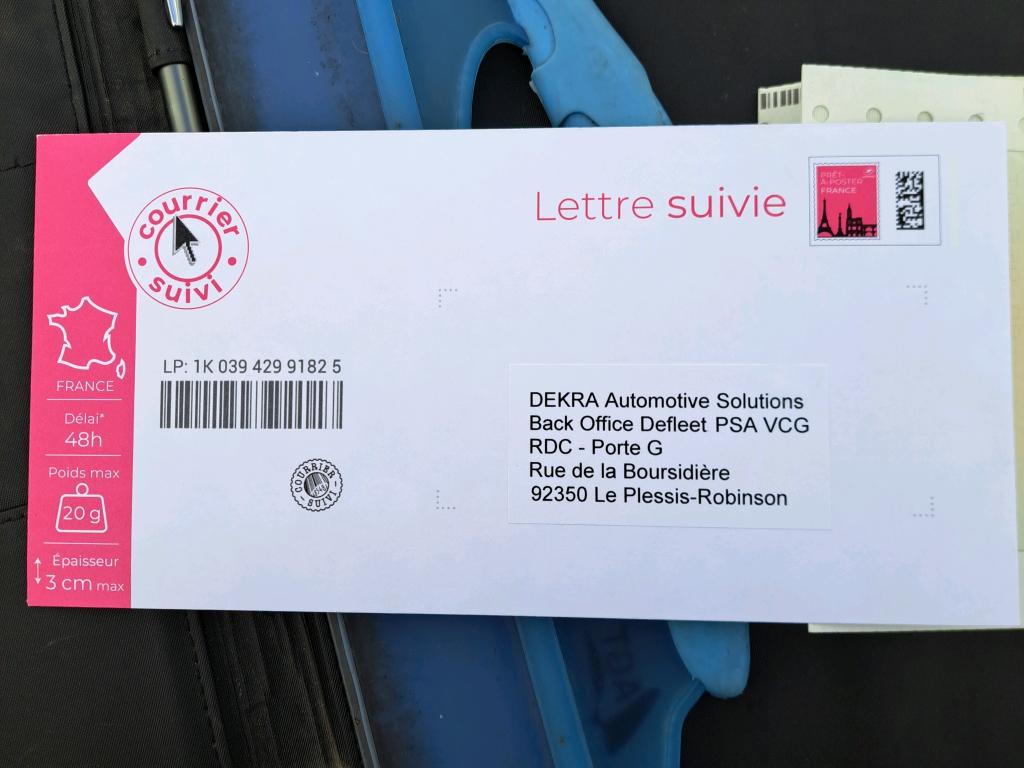 courrier
suivi
Lettre suivie
PRÊT-
À-POSTER
FRANCE
FRANCE
Délai*
48h
Poids max
20 g
Épaisseur
3 cm max
LP: 1K 039 429 9182 5
COURRIER
SUIVI
DEKRA Automotive Solutions
Back Office Defleet PSA VCG
RDC - Porte G
Rue de la Boursidière
92350 Le Plessis-Robinson